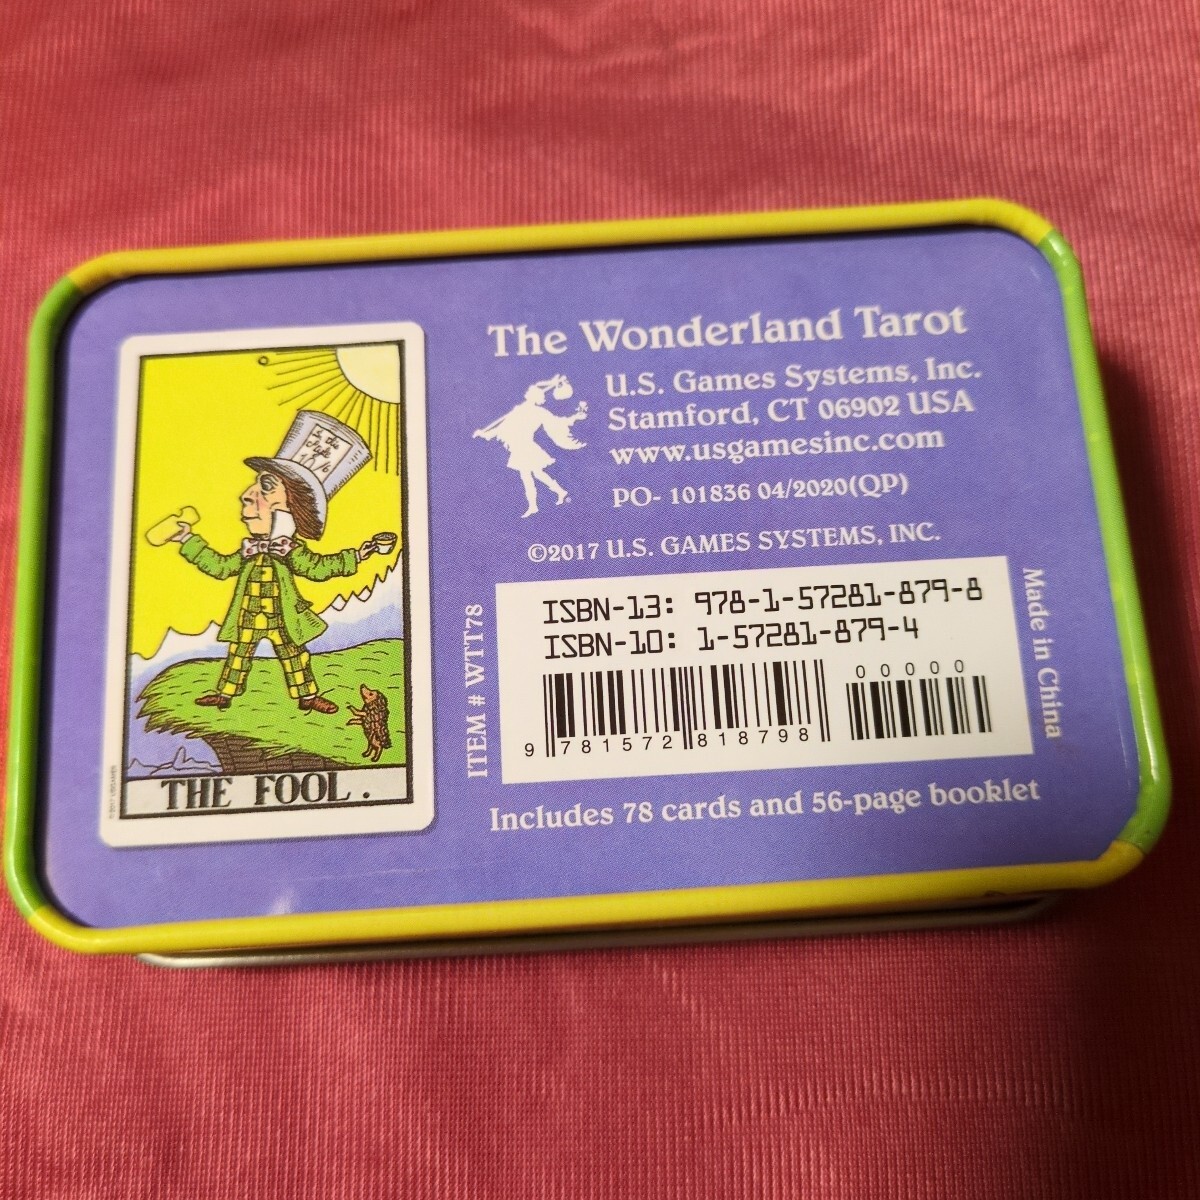 The Wonderland Tarot
U.S. Games Systems, Inc.
Stamford, CT 06902 USA
www.usgamesinc.com
PO- 101836 04/2020(QP)
©2017 U.S. GAMES SYSTEMS, INC.
ITEM # WTT78
ISBN-13: 978-1-57281-879-8
ISBN-10: 1-57281-879-4
00000
9 781572 818798
Made in China
Includes 78 cards and 56-page booklet
THE FOOL.